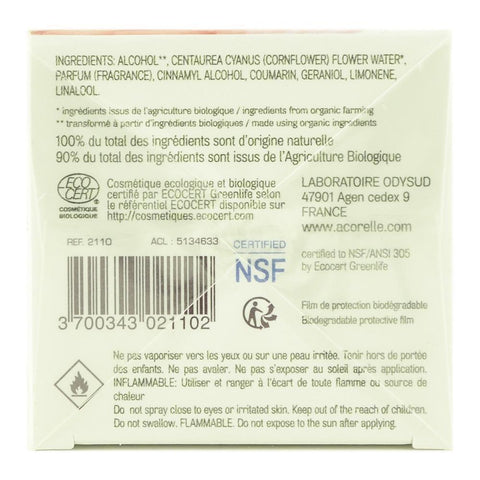 INGREDIENTS: ALCOHOL**, CENTAUREA CYANUS (CORNFLOWER) FLOWER WATER*,
PARFUM (FRAGRANCE), CINNAMYL ALCOHOL, COUMARIN, GERANIOL, LIMONENE,
LINALOOL.
* ingrédients issus de l'agriculture biologique / ingredients from organic farming
** transformé à partir d'ingrédients biologiques / made using organic ingredients
100% du total des ingrédients sont d'origine naturelle
90% du total des ingrédients sont issus de l'Agriculture Biologique
ECO
CERT
COSMÉTIQUE
BIOLOGIQUE
Cosmétique ecologique et biologique
certifié par ECOCERT Greenlife selon
le référentiel ECOCERT disponible sur
http://cosmetiques.ecocert.com
LABORATOIRE ODYSUD
47901 Agen cedex 9
FRANCE
www.acorelle.com
REF. 2110 ACL : 5134633
CERTIFIED
NSF
certified to NSF/ANSI 305
by Ecocert Greenlife
3 700343 021102
Film de protection biodégradable
Biodegradable protective film
Ne pas vaporiser vers les yeux ou sur une peau irritée. Tenir hors de portée
des enfants. Ne pas avaler. Ne pas s'exposer au soleil après application.
INFLAMMABLE: Utiliser et ranger à l'écart de toute flamme ou source de
chaleur
Do not spray close to eyes or irritated skin. Keep out of the reach of children.
Do not swallow. FLAMMABLE. Do not expose to the sun after applying.